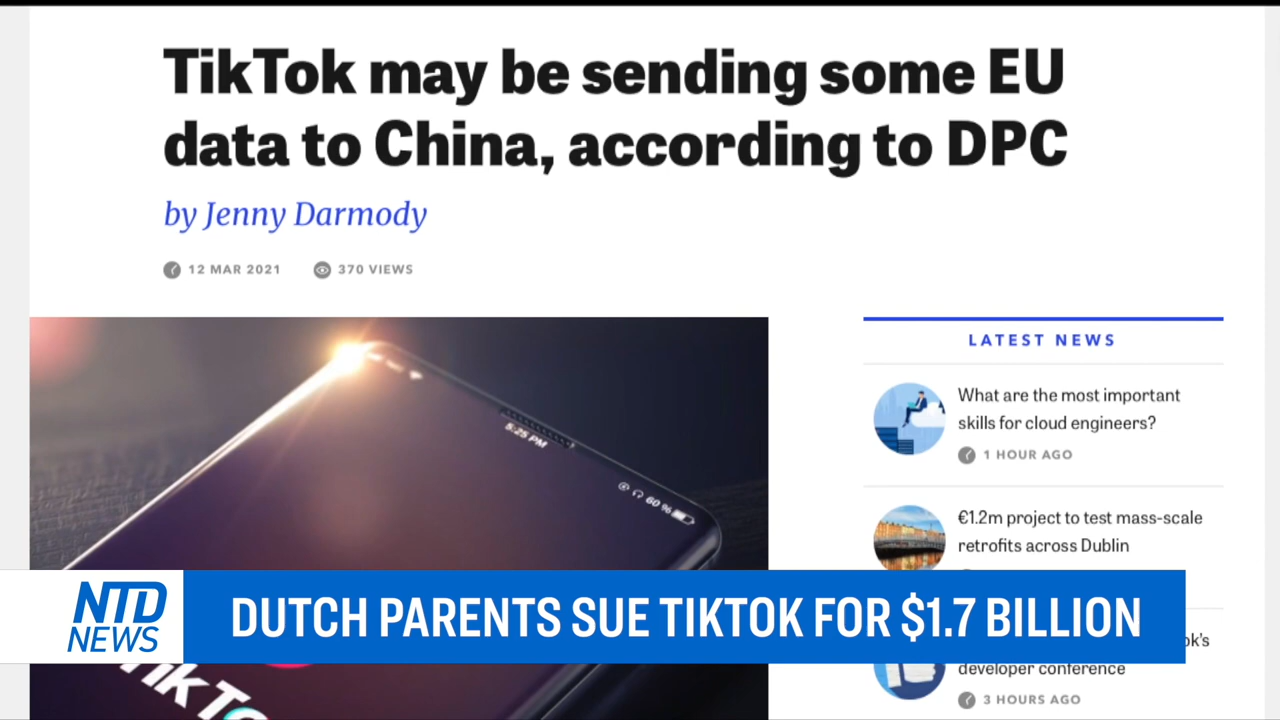 TikTok may be sending some EU
data to China, according to DPC
by Jenny Darmody
12 MAR 2021
370 VIEWS
5:25 PM
60%
LATEST NEWS
What are the most important
skills for cloud engineers?
1 HOUR AGO
€1.2m project to test mass-scale
retrofits across Dublin
developer conference
3 HOURS AGO
NTD
NEWS
DUTCH PARENTS SUE TIKTOK FOR $1.7 BILLION